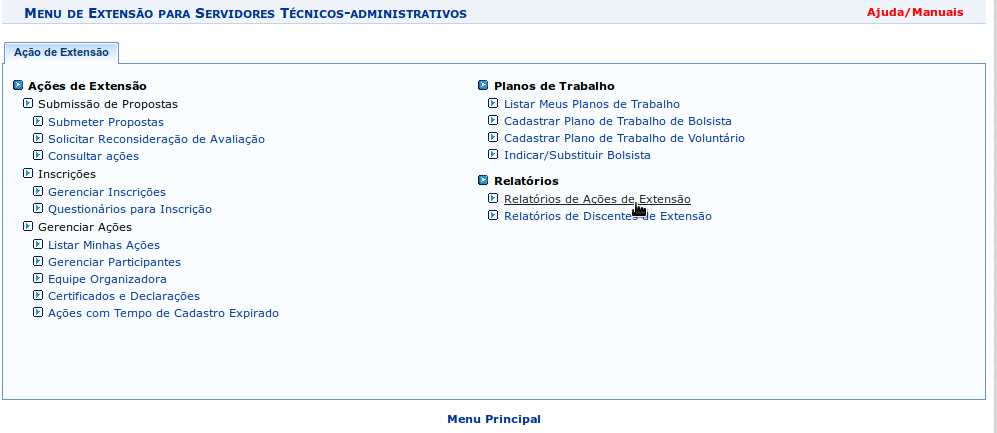 Menu de Extensão para Servidores Técnicos-administrativos
Ajuda/Manuais
Ação de Extensão
Ações de Extensão
Submissão de Propostas
Submeter Propostas
Solicitar Reconsideração de Avaliação
Consultar ações
Inscrições
Gerenciar Inscrições
Questionários para Inscrição
Gerenciar Ações
Listar Minhas Ações
Gerenciar Participantes
Equipe Organizadora
Certificados e Declarações
Ações com Tempo de Cadastro Expirado
Planos de Trabalho
Listar Meus Planos de Trabalho
Cadastrar Plano de Trabalho de Bolsista
Cadastrar Plano de Trabalho de Voluntário
Indicar/Substituir Bolsista
Relatórios
Relatórios de Ações de Extensão
Relatórios de Discentes de Extensão
Menu Principal